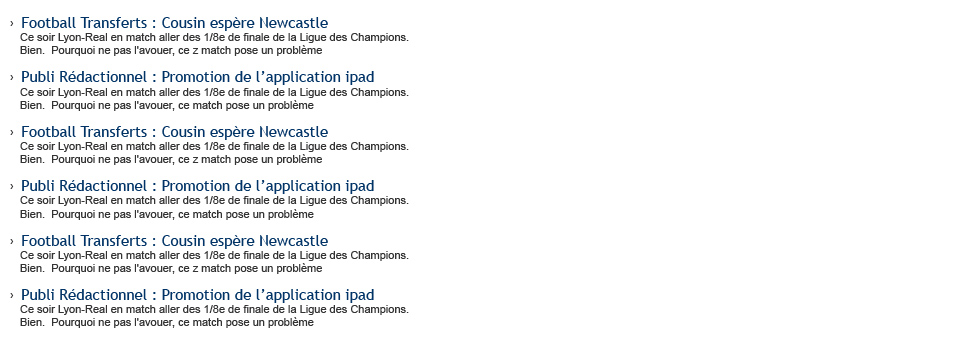 › Football Transferts : Cousin espère Newcastle
Ce soir Lyon-Real en match aller des 1/8e de finale de la Ligue des Champions.
Bien.  Pourquoi ne pas l'avouer, ce z match pose un problème
› Publi Rédactionnel : Promotion de l’application ipad
Ce soir Lyon-Real en match aller des 1/8e de finale de la Ligue des Champions.
Bien.  Pourquoi ne pas l'avouer, ce match pose un problème
› Football Transferts : Cousin espère Newcastle
Ce soir Lyon-Real en match aller des 1/8e de finale de la Ligue des Champions.
Bien.  Pourquoi ne pas l'avouer, ce z match pose un problème
› Publi Rédactionnel : Promotion de l’application ipad
Ce soir Lyon-Real en match aller des 1/8e de finale de la Ligue des Champions.
Bien.  Pourquoi ne pas l'avouer, ce match pose un problème
› Football Transferts : Cousin espère Newcastle
Ce soir Lyon-Real en match aller des 1/8e de finale de la Ligue des Champions.
Bien.  Pourquoi ne pas l'avouer, ce z match pose un problème
› Publi Rédactionnel : Promotion de l’application ipad
Ce soir Lyon-Real en match aller des 1/8e de finale de la Ligue des Champions.
Bien.  Pourquoi ne pas l'avouer, ce match pose un problème